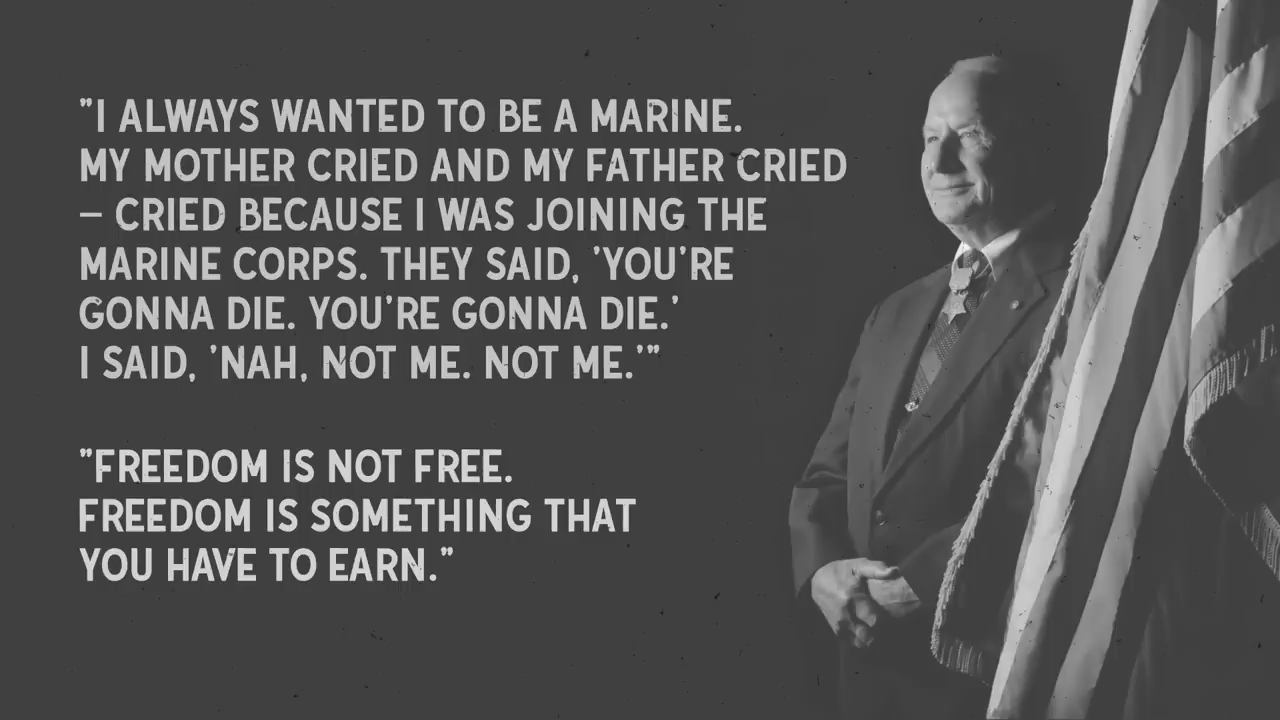 "I ALWAYS WANTED TO BE A MARINE.
MY MOTHER CRIED AND MY FATHER CRIED
– CRIED BECAUSE I WAS JOINING THE
MARINE CORPS. THEY SAID, 'YOU'RE
GONNA DIE. YOU'RE GONNA DIE.'
I SAID, 'NAH, NOT ME. NOT ME.'"
"FREEDOM IS NOT FREE.
FREEDOM IS SOMETHING THAT
YOU HAVE TO EARN."